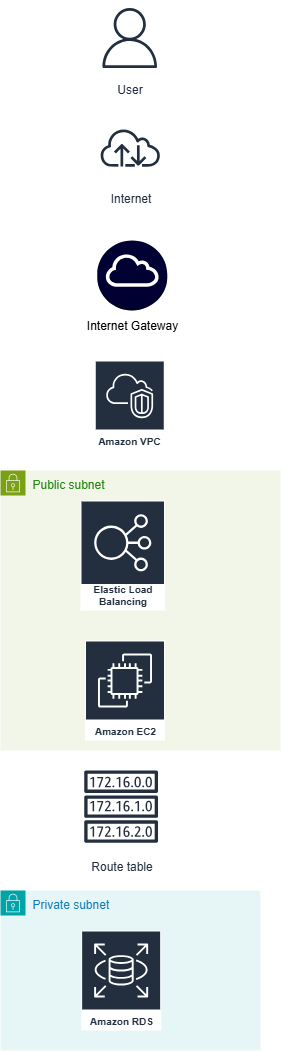 User
Internet
Internet Gateway
Amazon VPC
Public subnet
Elastic Load
Balancing
Amazon EC2
172.16.0.0
172.16.1.0
172.16.2.0
Route table
Private subnet
Amazon RDS